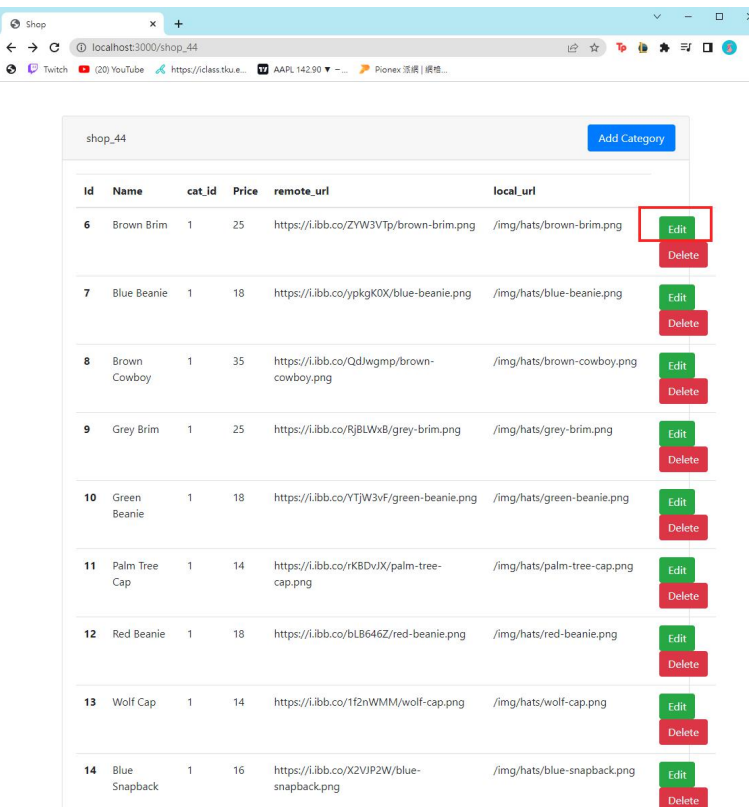 Shop
localhost:3000/shop_44
Twitch (20) YouTube https://iclass.tku.e... AAPL 142.90 ▼ −... Pionex 派網 | 網格...
shop_44 Add Category
Id Name cat_id Price remote_url local_url
6 Brown Brim 1 25 https://i.ibb.co/ZYW3VTp/brown-brim.png /img/hats/brown-brim.png Edit
Delete
7 Blue Beanie 1 18 https://i.ibb.co/ypkgK0X/blue-beanie.png /img/hats/blue-beanie.png Edit
Delete
8 Brown 1 35 https://i.ibb.co/QdJwgmp/brown- /img/hats/brown-cowboy.png Edit
Cowboy cowboy.png Delete
9 Grey Brim 1 25 https://i.ibb.co/RjBLWxB/grey-brim.png /img/hats/grey-brim.png Edit
Delete
10 Green 1 18 https://i.ibb.co/YTjW3vF/green-beanie.png /img/hats/green-beanie.png Edit
Beanie Delete
11 Palm Tree 1 14 https://i.ibb.co/rKBDvJX/palm-tree- /img/hats/palm-tree-cap.png Edit
Cap cap.png Delete
12 Red Beanie 1 18 https://i.ibb.co/bLB646Z/red-beanie.png /img/hats/red-beanie.png Edit
Delete
13 Wolf Cap 1 14 https://i.ibb.co/1f2nWMM/wolf-cap.png /img/hats/wolf-cap.png Edit
Delete
14 Blue 1 16 https://i.ibb.co/X2VJP2W/blue- /img/hats/blue-snapback.png Edit
Snapback snapback.png Delete